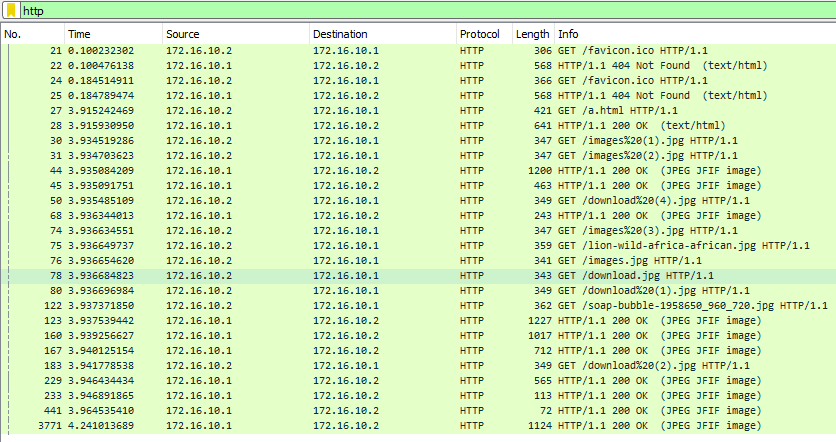 http
No. Time Source Destination Protocol Length Info
21 0.100232302 172.16.10.2 172.16.10.1 HTTP 306 GET /favicon.ico HTTP/1.1
22 0.100476138 172.16.10.1 172.16.10.2 HTTP 568 HTTP/1.1 404 Not Found (text/html)
24 0.184514911 172.16.10.2 172.16.10.1 HTTP 366 GET /favicon.ico HTTP/1.1
25 0.184789474 172.16.10.1 172.16.10.2 HTTP 568 HTTP/1.1 404 Not Found (text/html)
27 3.915242469 172.16.10.2 172.16.10.1 HTTP 421 GET /a.html HTTP/1.1
28 3.915930950 172.16.10.1 172.16.10.2 HTTP 641 HTTP/1.1 200 OK (text/html)
30 3.934519286 172.16.10.2 172.16.10.1 HTTP 347 GET /images%20(1).jpg HTTP/1.1
31 3.934703623 172.16.10.2 172.16.10.1 HTTP 347 GET /images%20(2).jpg HTTP/1.1
44 3.935084209 172.16.10.1 172.16.10.2 HTTP 1200 HTTP/1.1 200 OK (JPEG JFIF image)
45 3.935091751 172.16.10.1 172.16.10.2 HTTP 463 HTTP/1.1 200 OK (JPEG JFIF image)
50 3.935485109 172.16.10.2 172.16.10.1 HTTP 349 GET /download%20(4).jpg HTTP/1.1
68 3.936344013 172.16.10.1 172.16.10.2 HTTP 243 HTTP/1.1 200 OK (JPEG JFIF image)
74 3.936634551 172.16.10.2 172.16.10.1 HTTP 347 GET /images%20(3).jpg HTTP/1.1
75 3.936649737 172.16.10.2 172.16.10.1 HTTP 359 GET /lion-wild-africa-african.jpg HTTP/1.1
76 3.936654620 172.16.10.2 172.16.10.1 HTTP 341 GET /images.jpg HTTP/1.1
78 3.936684823 172.16.10.2 172.16.10.1 HTTP 343 GET /download.jpg HTTP/1.1
80 3.936696984 172.16.10.2 172.16.10.1 HTTP 349 GET /download%20(1).jpg HTTP/1.1
122 3.937371850 172.16.10.2 172.16.10.1 HTTP 362 GET /soap-bubble-1958650_960_720.jpg HTTP/1.1
123 3.937539442 172.16.10.1 172.16.10.2 HTTP 1227 HTTP/1.1 200 OK (JPEG JFIF image)
160 3.939256627 172.16.10.1 172.16.10.2 HTTP 1017 HTTP/1.1 200 OK (JPEG JFIF image)
167 3.940125154 172.16.10.1 172.16.10.2 HTTP 712 HTTP/1.1 200 OK (JPEG JFIF image)
183 3.941778538 172.16.10.2 172.16.10.1 HTTP 349 GET /download%20(2).jpg HTTP/1.1
229 3.946434434 172.16.10.1 172.16.10.2 HTTP 565 HTTP/1.1 200 OK (JPEG JFIF image)
233 3.946891865 172.16.10.1 172.16.10.2 HTTP 113 HTTP/1.1 200 OK (JPEG JFIF image)
441 3.964535410 172.16.10.1 172.16.10.2 HTTP 72 HTTP/1.1 200 OK (JPEG JFIF image)
3771 4.241013689 172.16.10.1 172.16.10.2 HTTP 1124 HTTP/1.1 200 OK (JPEG JFIF image)